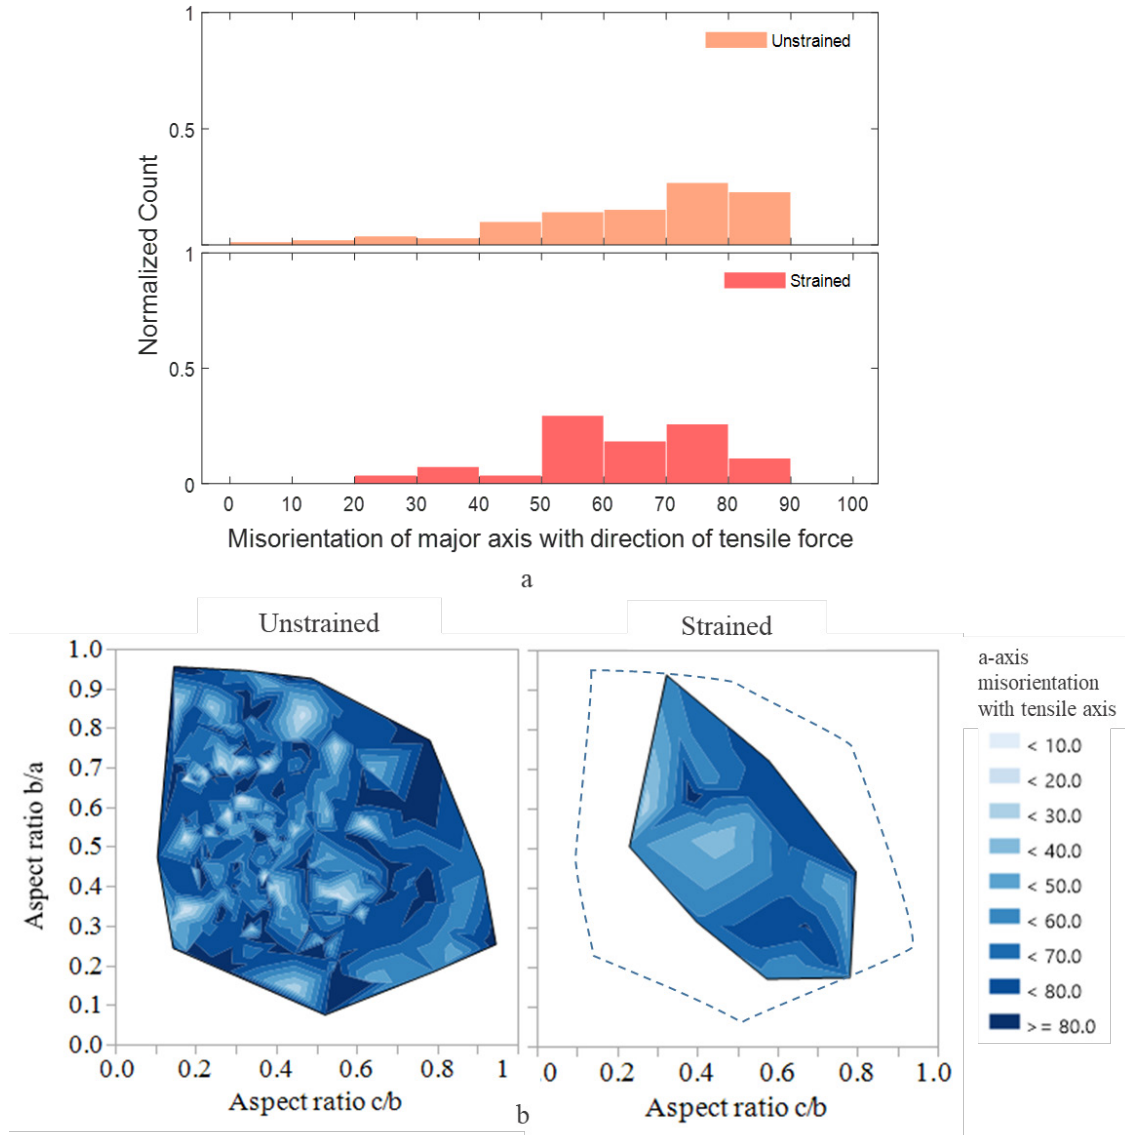 1
Unstrained
0.5
Normalized Count
1
Strained
0.5
0
0 10 20 30 40 50 60 70 80 90 100
Misorientation of major axis with direction of tensile force
a
Unstrained
Strained
1.0
0.9
0.8
0.7
0.6
0.5
0.4
0.3
0.2
0.1
0.0
Aspect ratio b/a
0.0 0.2 0.4 0.6 0.8 1
Aspect ratio c/b
.0 0.2 0.4 0.6 0.8 1.0
Aspect ratio c/b
b
a-axis
misorientation
with tensile axis
< 10.0
< 20.0
< 30.0
< 40.0
< 50.0
< 60.0
< 70.0
< 80.0
>= 80.0